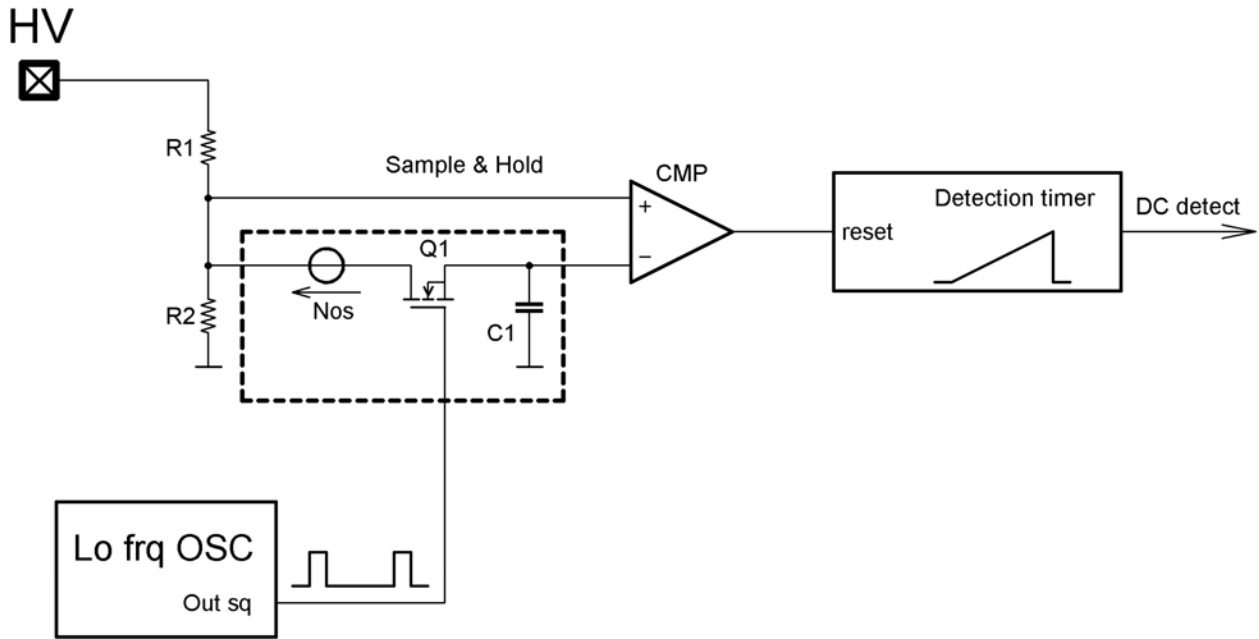 HV
R1
Sample & Hold
CMP
+
−
Detection timer
DC detect
reset
Q1
Nos
R2
C1
Lo frq OSC
Out sq